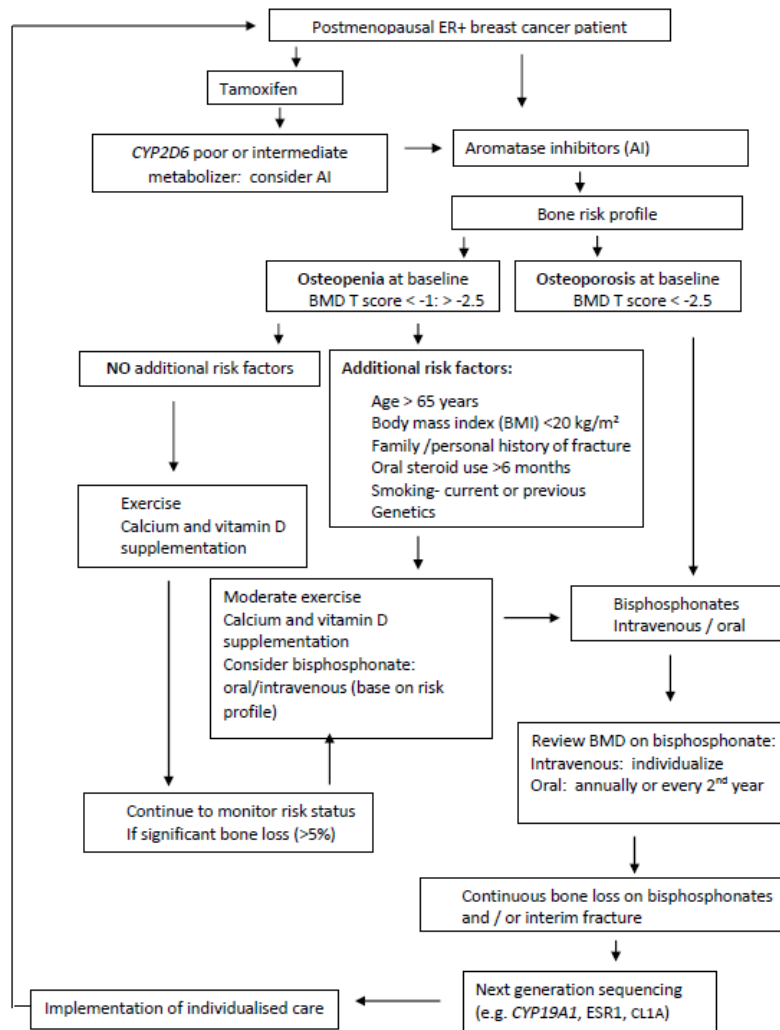 Postmenopausal ER+ breast cancer patient
Tamoxifen
CYP2D6 poor or intermediate
metabolizer: consider AI
Aromatase inhibitors (AI)
Bone risk profile
Osteopenia at baseline
BMD T score < -1: > -2.5
Osteoporosis at baseline
BMD T score < -2.5
NO additional risk factors
Additional risk factors:
Age > 65 years
Body mass index (BMI) <20 kg/m²
Family /personal history of fracture
Oral steroid use >6 months
Smoking- current or previous
Genetics
Exercise
Calcium and vitamin D
supplementation
Moderate exercise
Calcium and vitamin D
supplementation
Consider bisphosphonate:
oral/intravenous (base on risk
profile)
Bisphosphonates
Intravenous / oral
Review BMD on bisphosphonate:
Intravenous: individualize
Oral: annually or every 2nd year
Continue to monitor risk status
If significant bone loss (>5%)
Continuous bone loss on bisphosphonates
and / or interim fracture
Next generation sequencing
(e.g. CYP19A1, ESR1, CL1A)
Implementation of individualised care